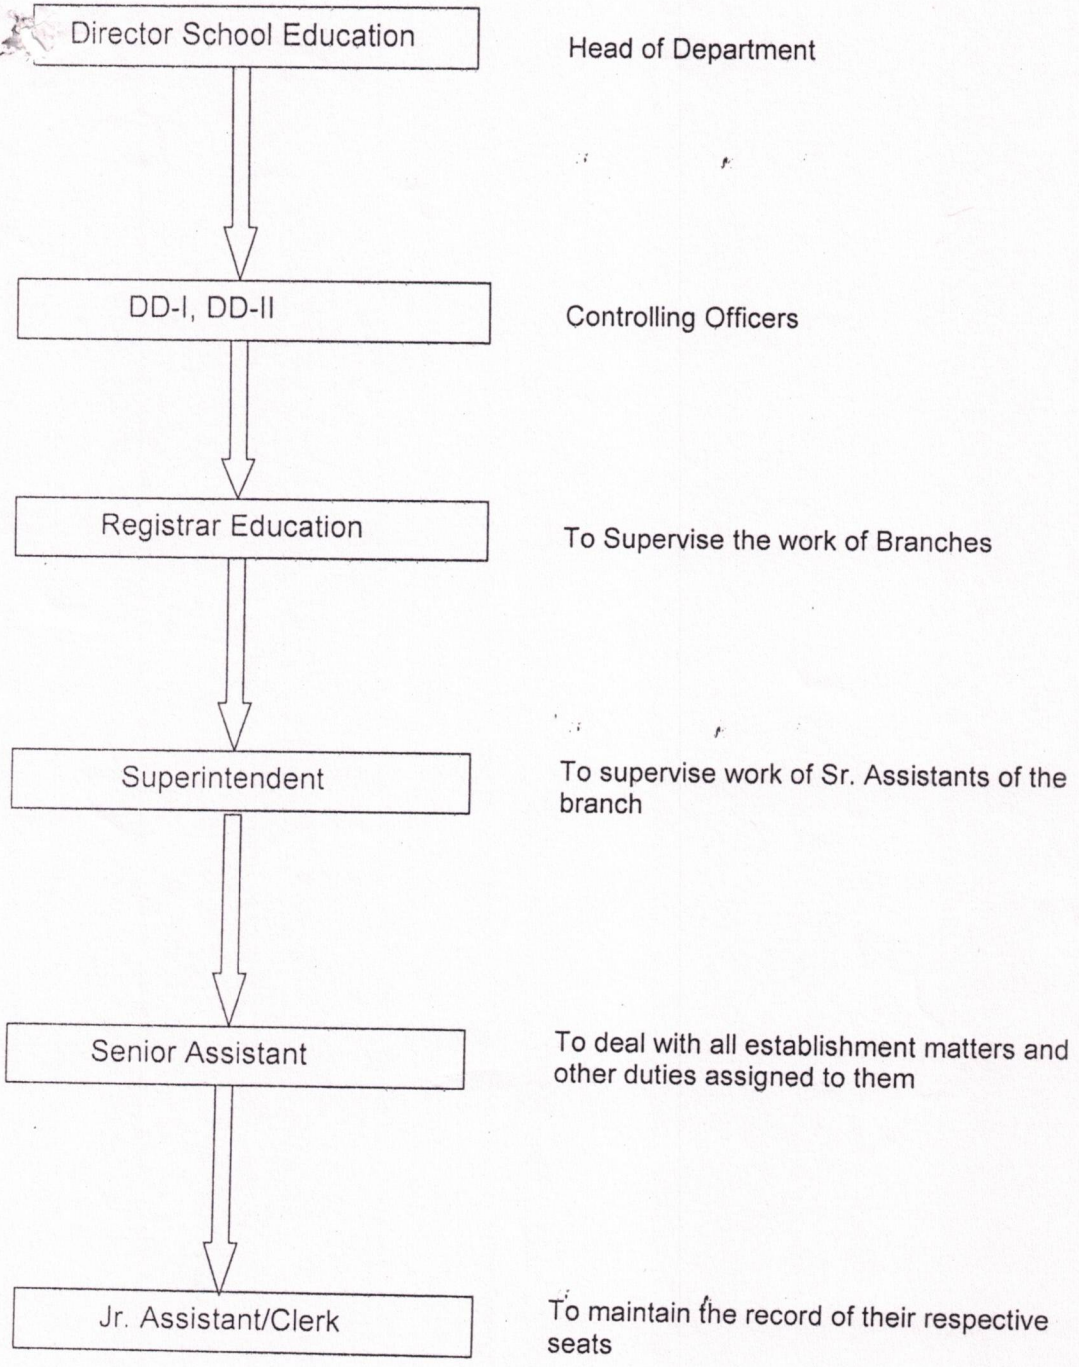 Director School Education
Head of Department
DD-I, DD-II
Controlling Officers
Registrar Education
To Supervise the work of Branches
Superintendent
To supervise work of Sr. Assistants of the
branch
Senior Assistant
To deal with all establishment matters and
other duties assigned to them
Jr. Assistant/Clerk
To maintain the record of their respective
seats